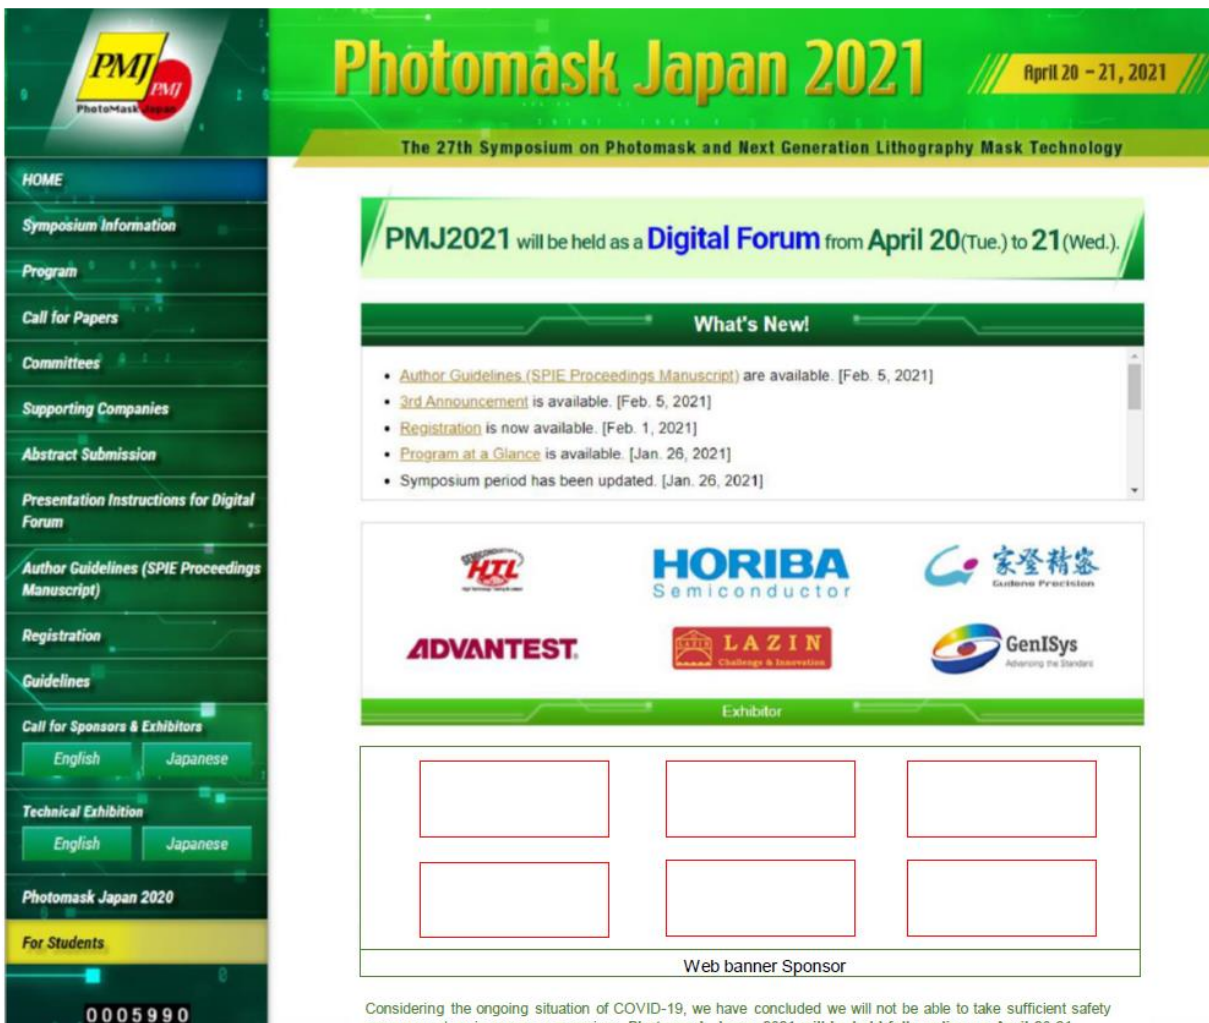 PMJ
PMJ
PhotoMask Japan
Photomask Japan 2021
April 20 - 21, 2021
The 27th Symposium on Photomask and Next Generation Lithography Mask Technology
HOME
Symposium Information
Program
Call for Papers
Committees
Supporting Companies
Abstract Submission
Presentation Instructions for Digital
Forum
Author Guidelines (SPIE Proceedings
Manuscript)
Registration
Guidelines
Call for Sponsors & Exhibitors
English Japanese
Technical Exhibition
English Japanese
Photomask Japan 2020
For Students
0005990
PMJ2021 will be held as a Digital Forum from April 20(Tue.) to 21(Wed.).
What's New!
• Author Guidelines (SPIE Proceedings Manuscript) are available. [Feb. 5, 2021]
• 3rd Announcement is available. [Feb. 5, 2021]
• Registration is now available. [Feb. 1, 2021]
• Program at a Glance is available. [Jan. 26, 2021]
• Symposium period has been updated. [Jan. 26, 2021]
HTL
HORIBA
Semiconductor
家登精密
Gudeng Precision
ADVANTEST
LAZIN
LAZIN
Challenge & Innovation
GenISys
Advancing the Standard
Exhibitor
Web banner Sponsor
Considering the ongoing situation of COVID-19, we have concluded we will not be able to take sufficient safety